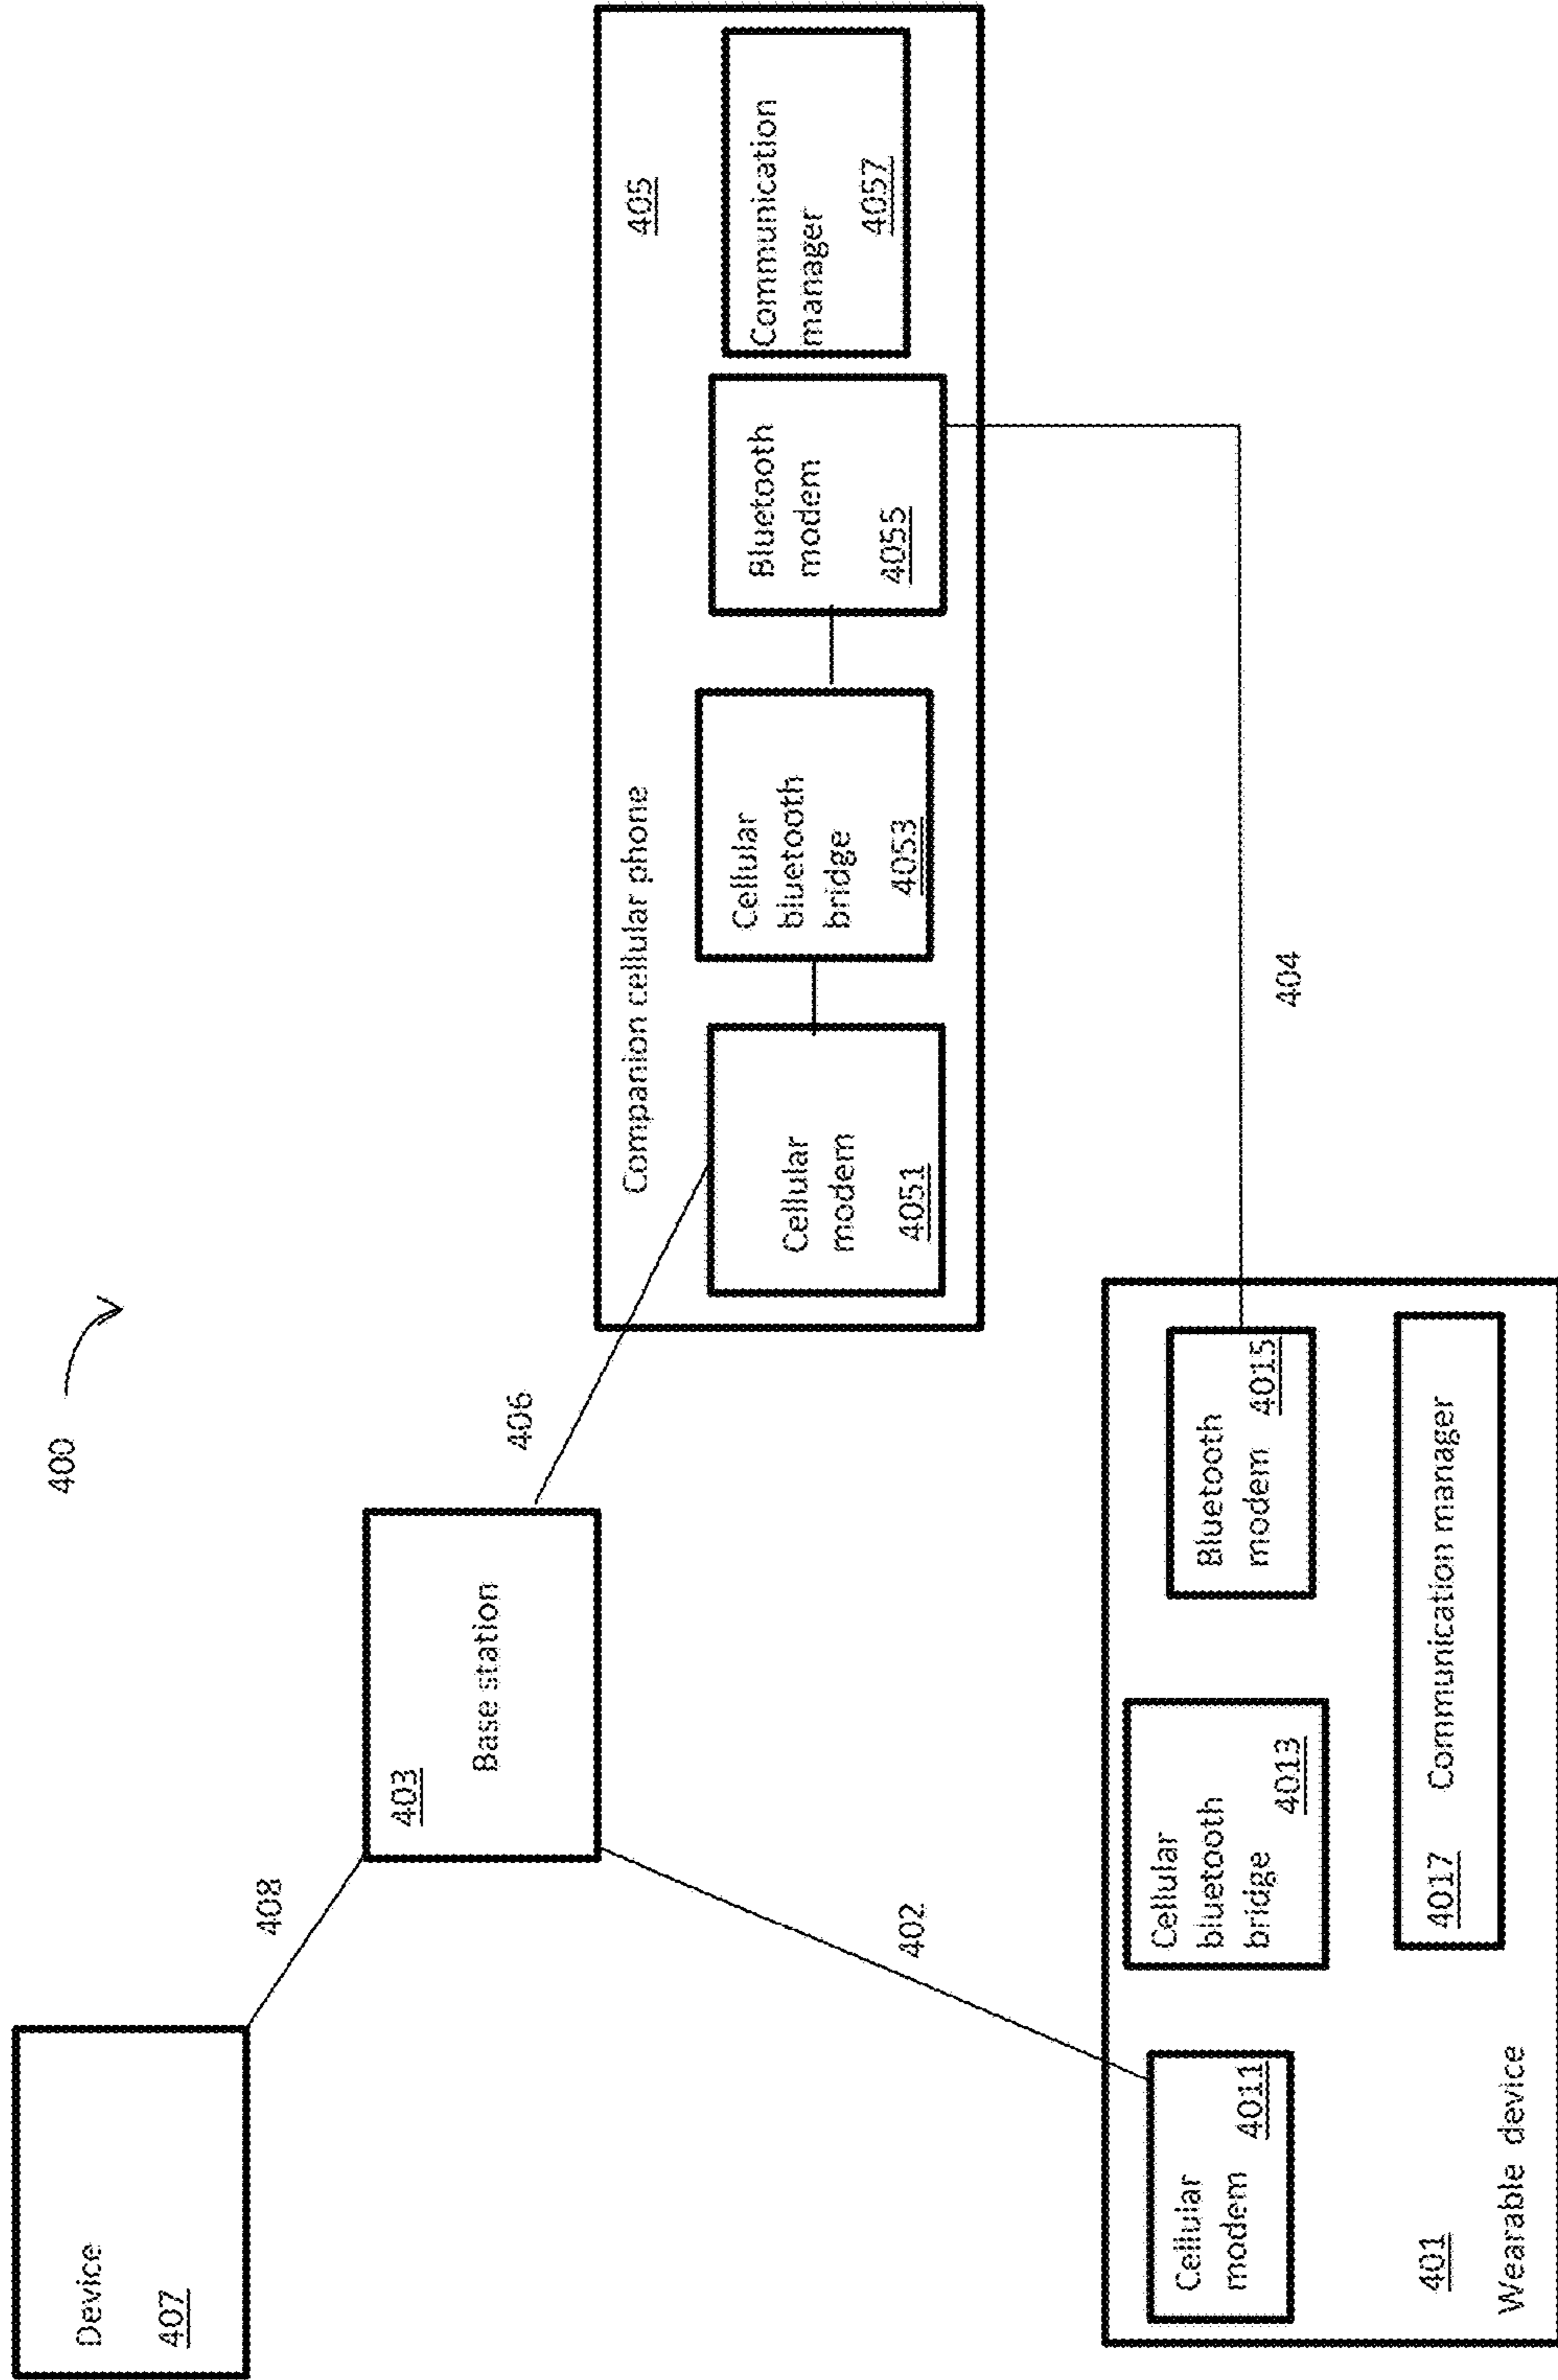 400
Device
407
408
403
Base station
406
402
Companion cellular phone
405
Cellular
modem
4051
Cellular
bluetooth
bridge
4053
Bluetooth
modem
4055
Communication
manager
4057
404
Cellular
modem
4011
Cellular
bluetooth
bridge
4013
Bluetooth
modem
4015
4017 Communication manager
401
Wearable device